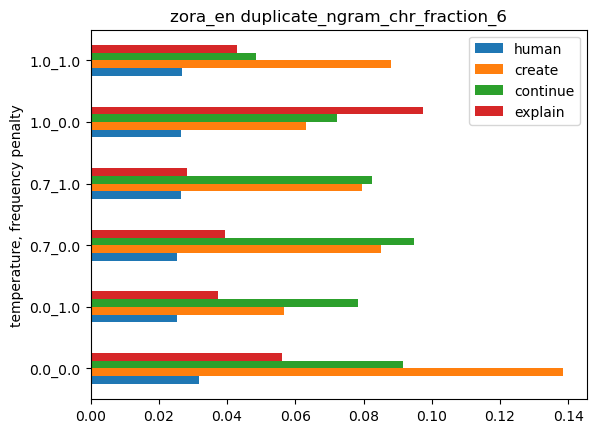 zora_en duplicate_ngram_chr_fraction_6
human
create
continue
explain
temperature, frequency penalty
1.0_1.0
1.0_0.0
0.7_1.0
0.7_0.0
0.0_1.0
0.0_0.0
0.00 0.02 0.04 0.06 0.08 0.10 0.12 0.14